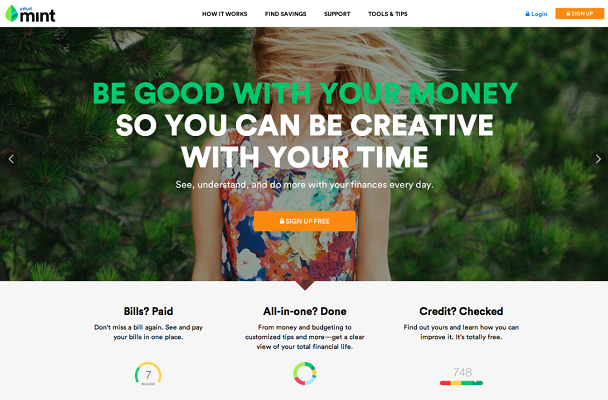 intuit
mint
HOW IT WORKS FIND SAVINGS SUPPORT TOOLS & TIPS
Login SIGN UP
BE GOOD WITH YOUR MONEY
SO YOU CAN BE CREATIVE
WITH YOUR TIME
See, understand, and do more with your finances every day.
SIGN UP FREE
Bills? Paid
Don't miss a bill again. See and pay
your bills in one place.
7
All-in-one? Done
From money and budgeting to
customized tips and more—get a clear
view of your total financial life.
Credit? Checked
Find out yours and learn how you can
improve it. It's totally free.
748